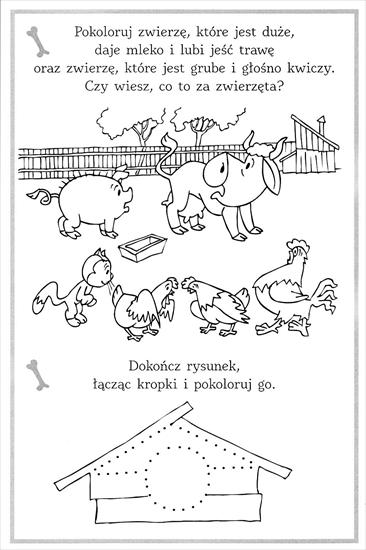 Pokoloruj zwierzę, które jest duże,
daje mleko i lubi jeść trawę
oraz zwierzę, które jest grube i głośno kwiczy.
Czy wiesz, co to za zwierzęta?
Dokończ rysunek,
łącząc kropki i pokoloruj go.